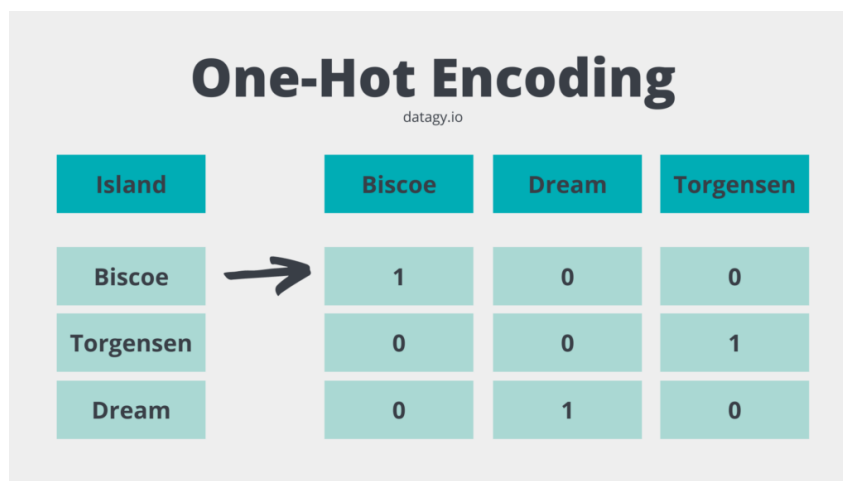 One-Hot Encoding
datagy.io
Island Biscoe Dream Torgensen
Biscoe 1 0 0
Torgensen 0 0 1
Dream 0 1 0